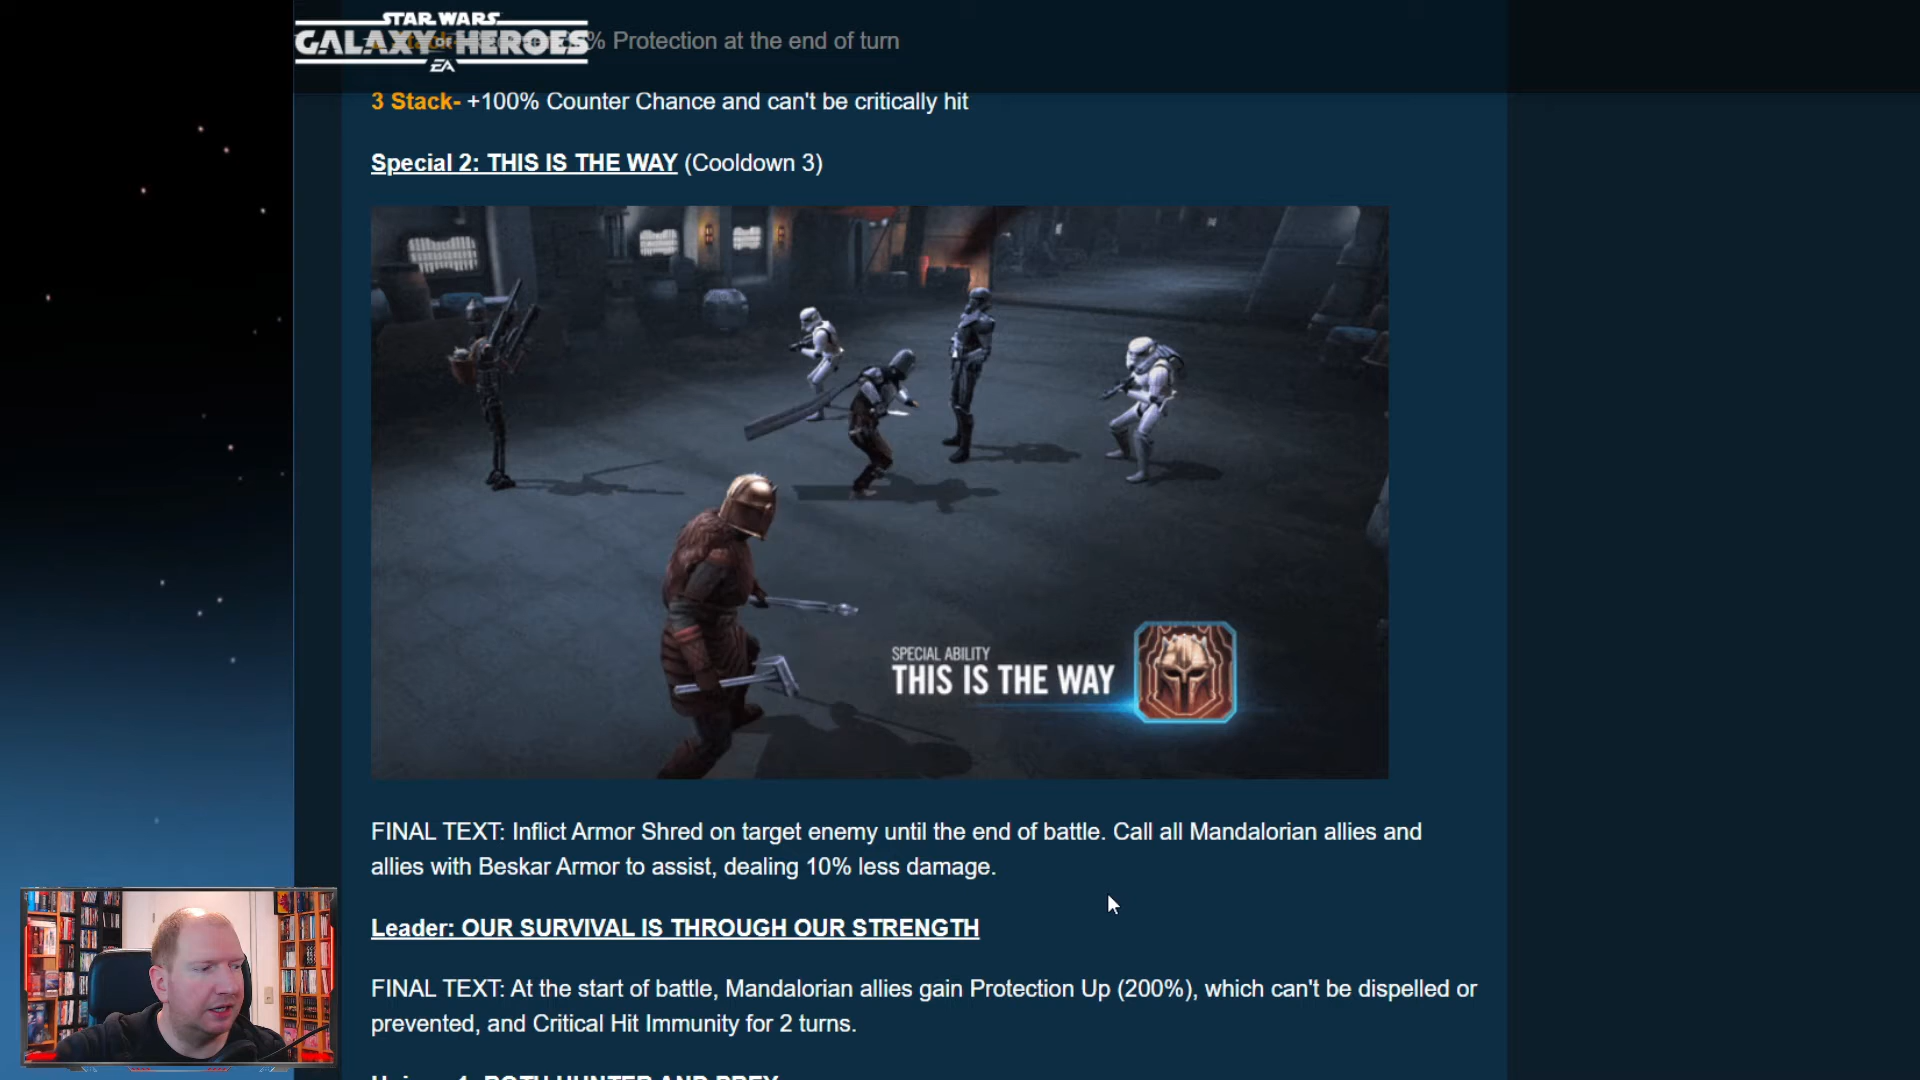 STAR WARS
GALAXY OF HEROES
EA
% Protection at the end of turn
3 Stack- +100% Counter Chance and can't be critically hit
Special 2: THIS IS THE WAY (Cooldown 3)
SPECIAL ABILITY
THIS IS THE WAY
FINAL TEXT: Inflict Armor Shred on target enemy until the end of battle. Call all Mandalorian allies and
allies with Beskar Armor to assist, dealing 10% less damage.
Leader: OUR SURVIVAL IS THROUGH OUR STRENGTH
FINAL TEXT: At the start of battle, Mandalorian allies gain Protection Up (200%), which can't be dispelled or
prevented, and Critical Hit Immunity for 2 turns.
BOTH HUNTER AND PREY